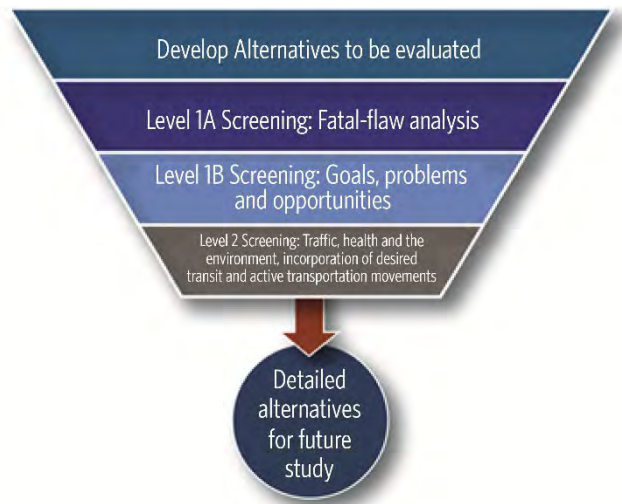 Develop Alternatives to be evaluated
Level 1A Screening: Fatal-flaw analysis
Level 1B Screening: Goals, problems
and opportunities
Level 2 Screening: Traffic, health and the
environment, incorporation of desired
transit and active transportation movements
Detailed
alternatives
for future
study